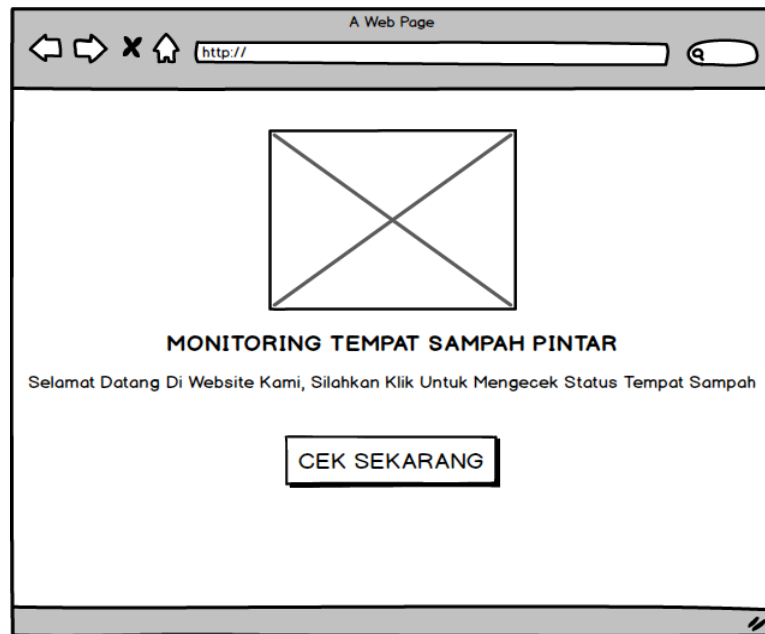 A Web Page
http://
MONITORING TEMPAT SAMPAH PINTAR
Selamat Datang Di Website Kami, Silahkan Klik Untuk Mengecek Status Tempat Sampah
CEK SEKARANG